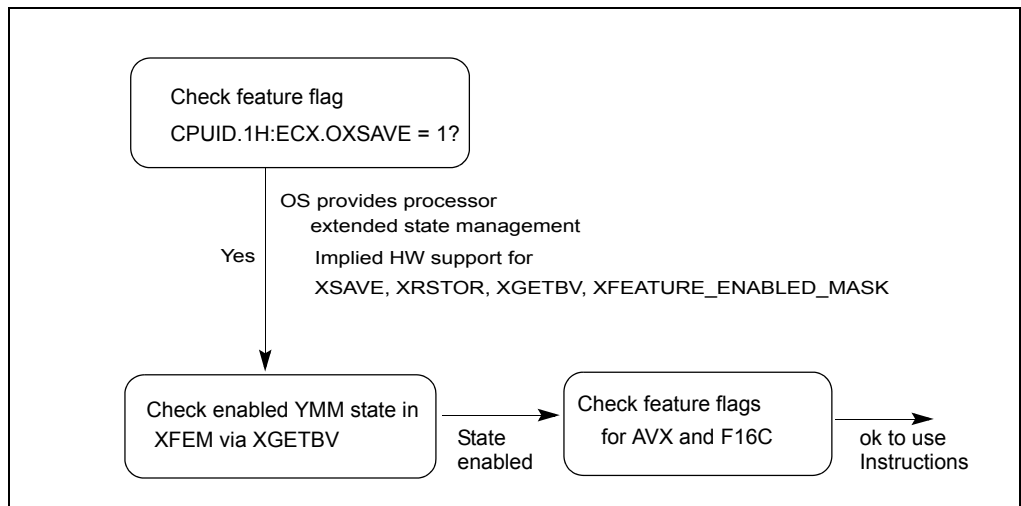 Check feature flag
CPUID.1H:ECX.OXSAVE = 1?
OS provides processor
extended state management
Yes
Implied HW support for
XSAVE, XRSTOR, XGETBV, XFEATURE_ENABLED_MASK
Check enabled YMM state in
XFEM via XGETBV
State
enabled
Check feature flags
for AVX and F16C
ok to use
Instructions